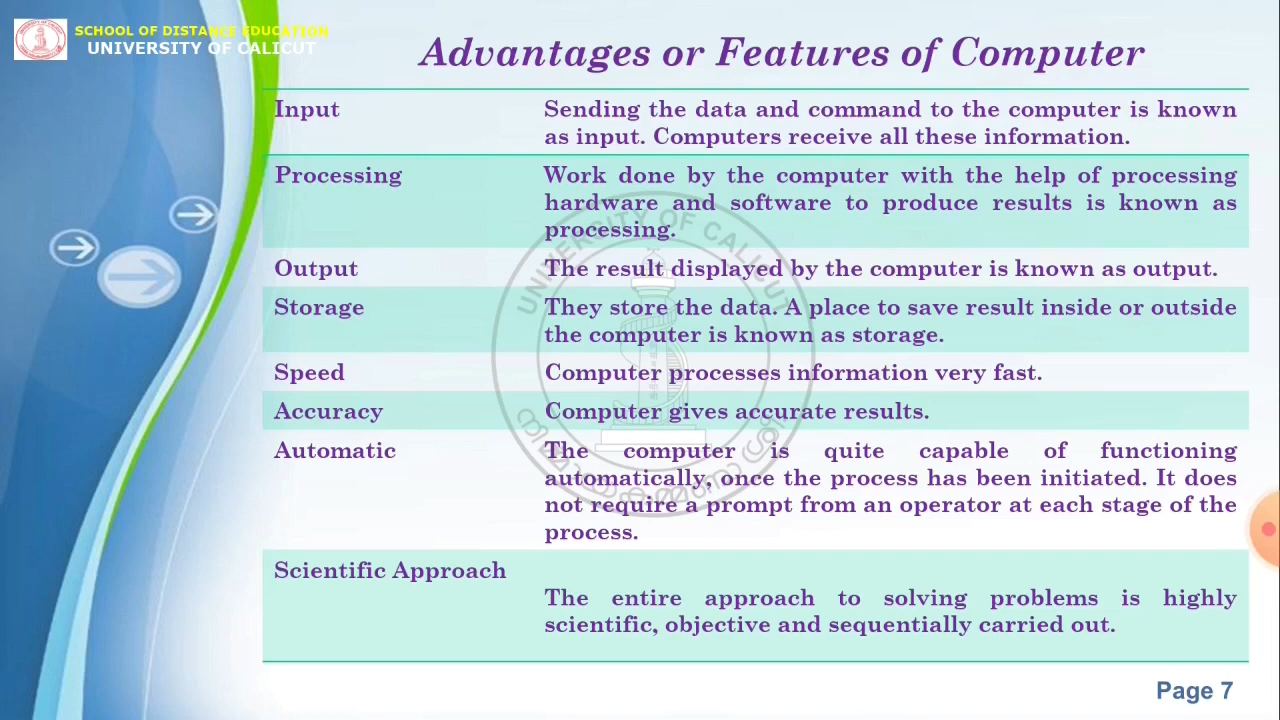 SCHOOL OF DISTANCE EDUCATION
UNIVERSITY OF CALICUT
Advantages or Features of Computer
Input
Sending the data and command to the computer is known
as input. Computers receive all these information.
Processing
Work done by the computer with the help of processing
hardware and software to produce results is known as
processing.
Output
The result displayed by the computer is known as output.
Storage
They store the data. A place to save result inside or outside
the computer is known as storage.
Speed
Computer processes information very fast.
Accuracy
Computer gives accurate results.
Automatic
The computer is quite capable of functioning
automatically, once the process has been initiated. It does
not require a prompt from an operator at each stage of the
process.
Scientific Approach
The entire approach to solving problems is highly
scientific, objective and sequentially carried out.
UNIVERSITY OF CALICUT
Page 7